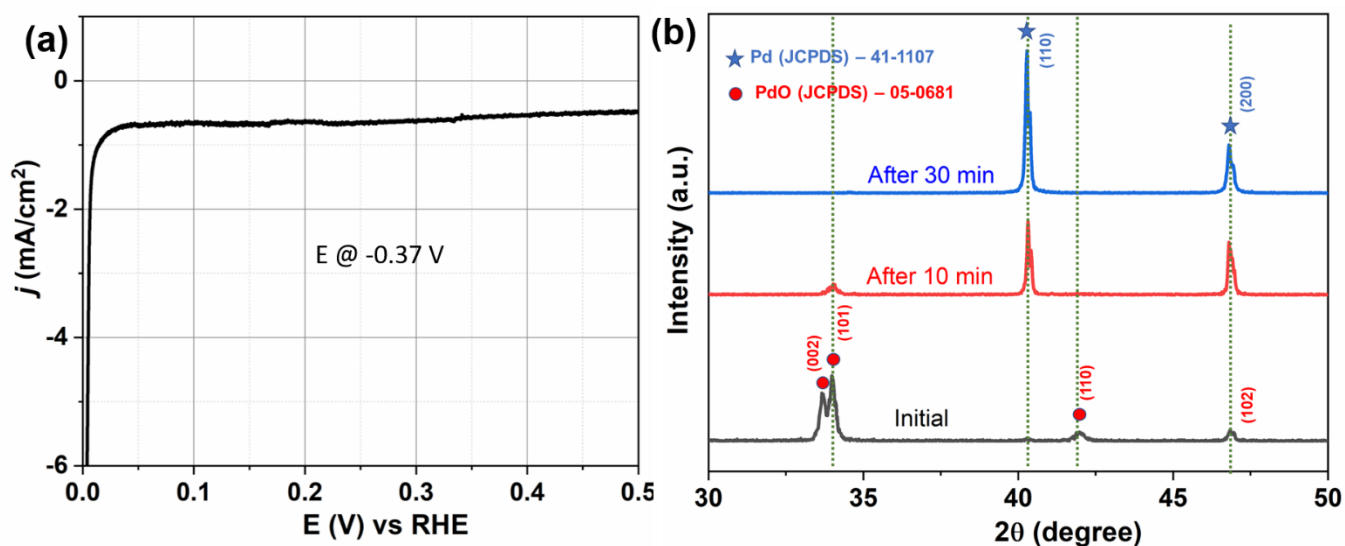 (a)
0
-2
-4
-6
j (mA/cm²)
E @ -0.37 V
0.0 0.1 0.2 0.3 0.4 0.5
E (V) vs RHE
(b)
Pd (JCPDS) – 41-1107
PdO (JCPDS) – 05-0681
(110)
(200)
After 30 min
After 10 min
(002)
(101)
(110)
(102)
Initial
Intensity (a.u.)
30 35 40 45 50
2θ (degree)